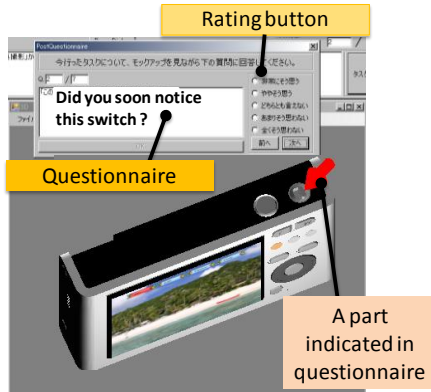 Rating button
PostQuestionnaire
今行ったタスクについて、モックアップを見ながら下の質問に回答してください。
Q.2 / 7
非常にそう思う
ややそう思う
どちらとも言えない
あまりそう思わない
全くそう思わない
前へ 次へ
Did you soon notice
this switch ?
OK
Questionnaire
A part
indicated in
questionnaire